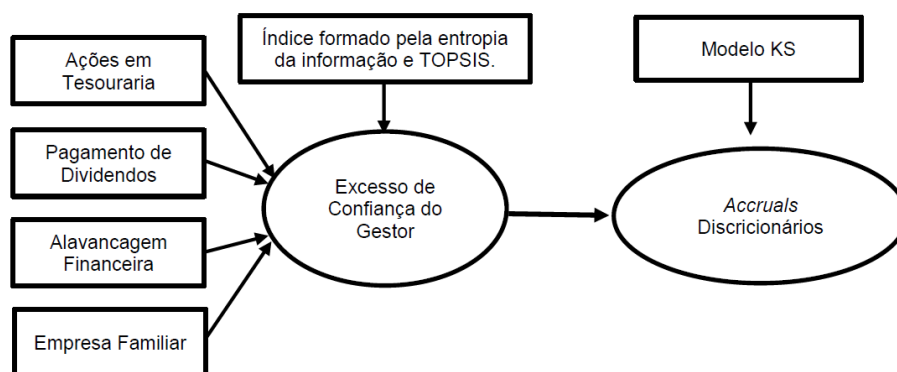 Ações em
Tesouraria
Índice formado pela entropia
da informação e TOPSIS.
Modelo KS
Pagamento de
Dividendos
Excesso de
Confiança do
Gestor
Accruals
Discricionários
Alavancagem
Financeira
Empresa Familiar